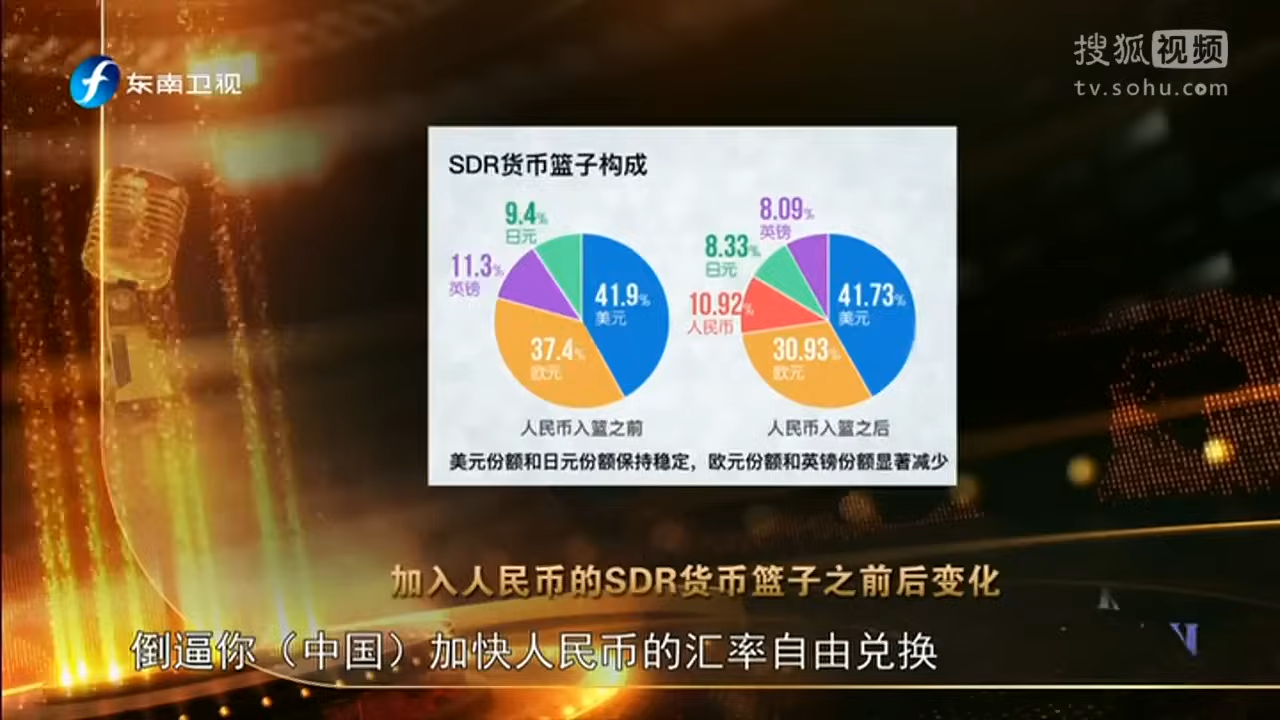 搜狐视频
tv.sohu.com
东南卫视
SDR货币篮子构成
9.4%
日元
11.3%
英镑
41.9%
美元
37.4%
欧元
人民币入篮之前
8.09%
英镑
8.33%
日元
10.92%
人民币
41.73%
美元
30.93%
欧元
人民币入篮之后
美元份额和日元份额保持稳定，欧元份额和英镑份额显著减少
加入人民币的SDR货币篮子之前后变化
倒逼你（中国）加快人民币的汇率自由兑换